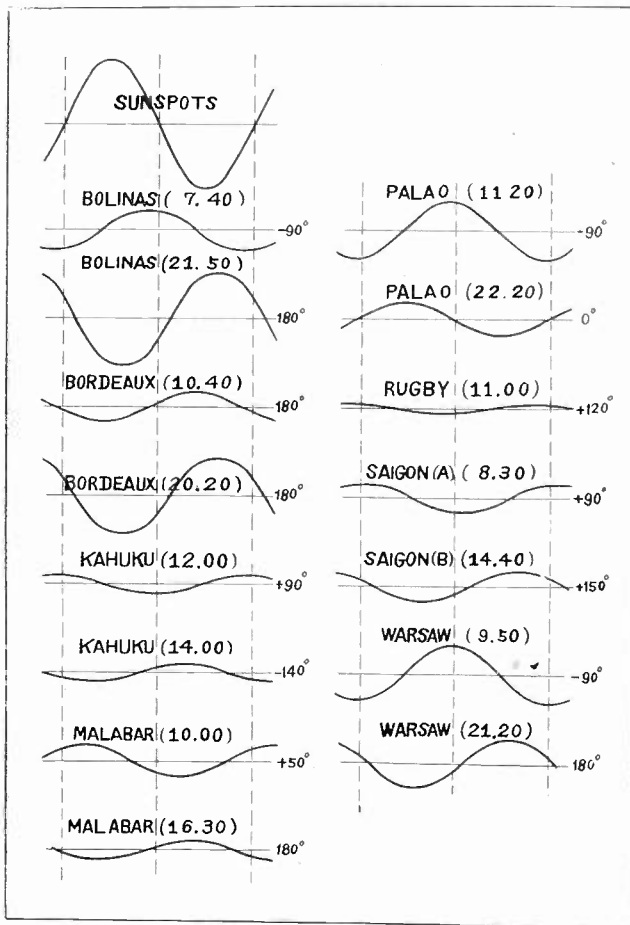 SUNSPOTS
BOLINAS (7.40)
-90°
BOLINAS (21.50)
180°
BORDEAUX (10.40)
180°
BORDEAUX (20.20)
180°
KAHUKU (12.00)
+90°
KAHUKU (14.00)
-140°
MALABAR (10.00)
+50°
MALABAR (16.30)
180°
PALAO (11 20)
-90°
PALAO (22.20)
0°
RUGBY (11.00)
+120°
SAIGON(A) (8.30)
+90°
SAIGON(B) (14.40)
+150°
WARSAW (9.50)
-90°
WARSAW (21.20)
180°